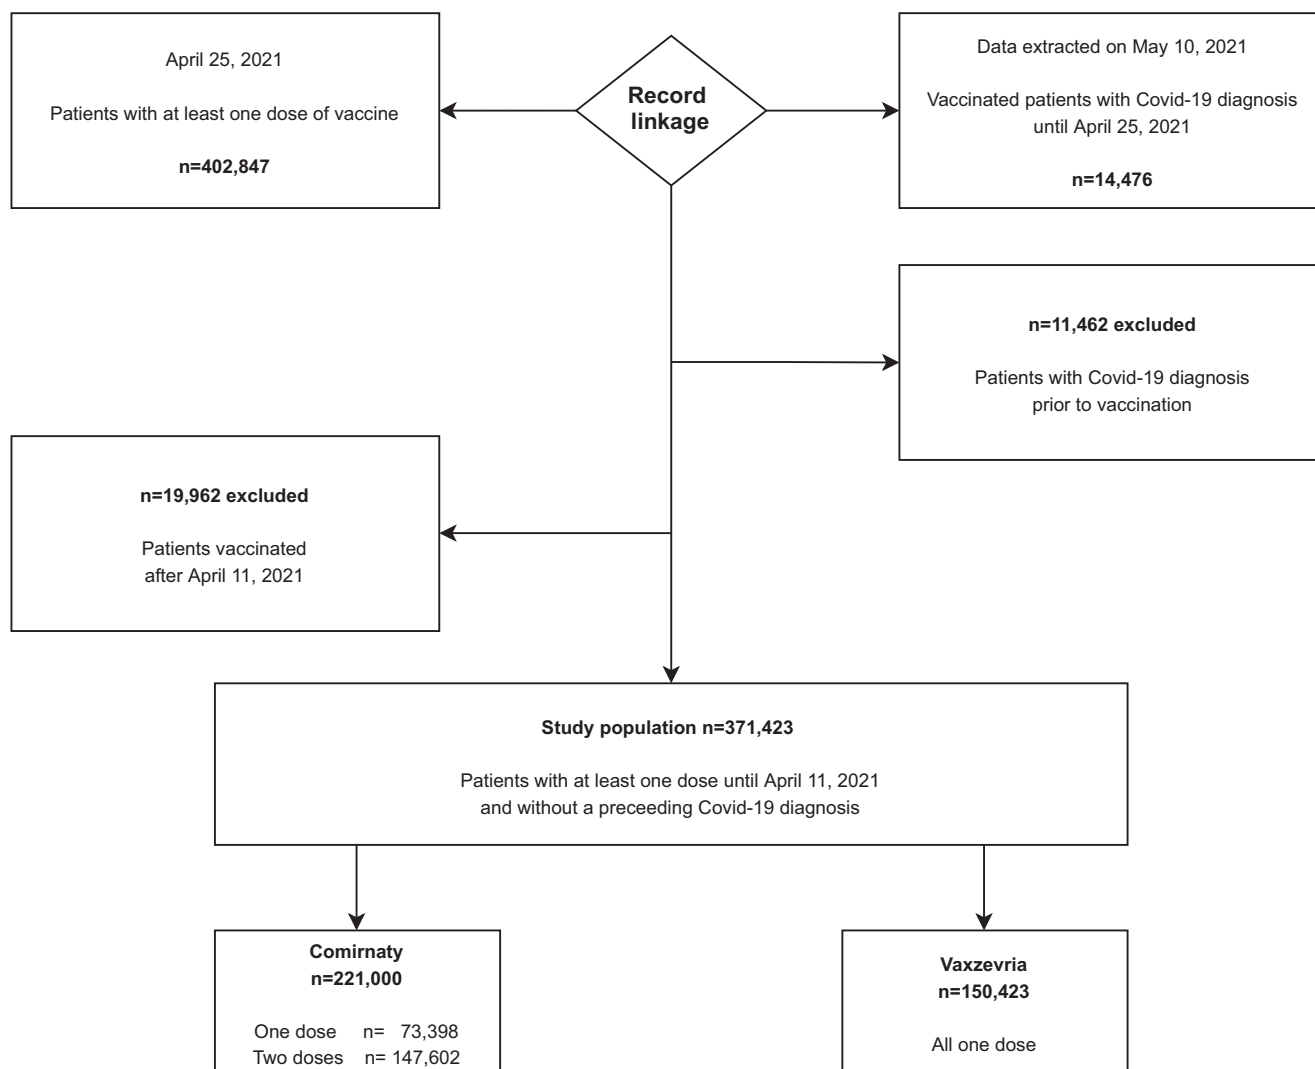 April 25, 2021
Patients with at least one dose of vaccine
n=402,847
Record
linkage
Data extracted on May 10, 2021
Vaccinated patients with Covid-19 diagnosis
until April 25, 2021
n=14,476
n=11,462 excluded
Patients with Covid-19 diagnosis
prior to vaccination
n=19,962 excluded
Patients vaccinated
after April 11, 2021
Study population n=371,423
Patients with at least one dose until April 11, 2021
and without a preceeding Covid-19 diagnosis
Comirnaty
n=221,000
One dose n= 73,398
Two doses n= 147,602
Vaxzevria
n=150,423
All one dose